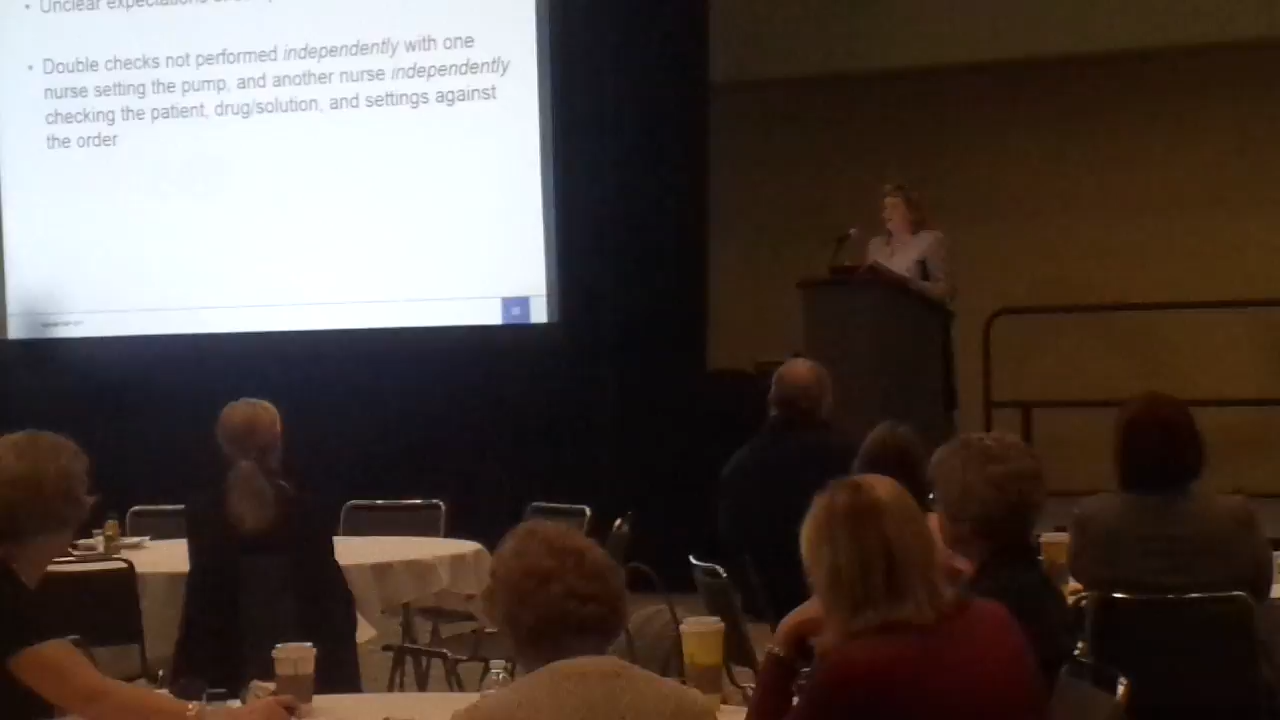 • Unclear expectations
• Double checks not performed independently with one
nurse setting the pump, and another nurse independently
checking the patient, drug/solution, and settings against
the order